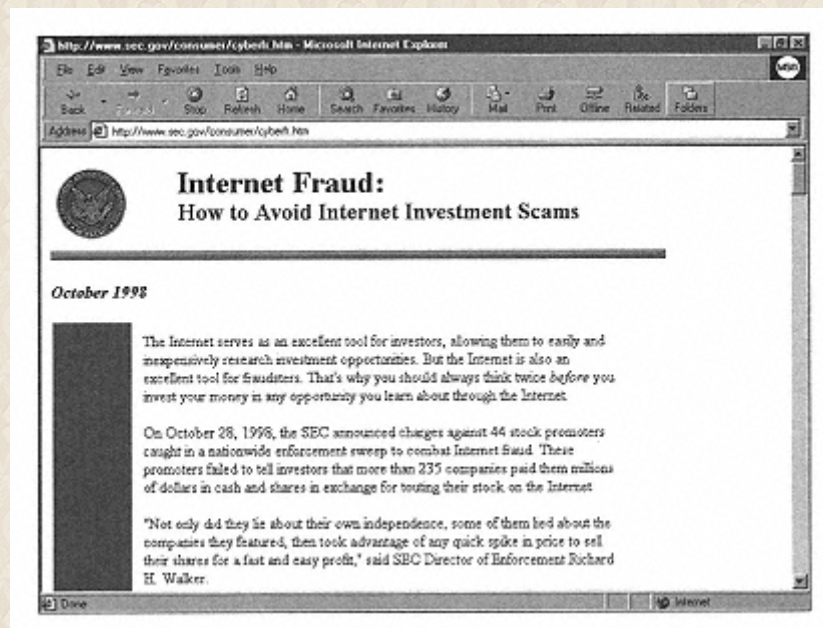 http://www.sec.gov/consumer/cyberfr.htm - Microsoft Internet Explorer
File Edit View Favorites Tools Help
Back Forward Stop Refresh Home Search Favorites History Mail Print Offline Related Folders
Address http://www.sec.gov/consumer/cyberfr.htm
Internet Fraud:
How to Avoid Internet Investment Scams
October 1998
The Internet serves as an excellent tool for investors, allowing them to easily and
inexpensively research investment opportunities. But the Internet is also an
excellent tool for fraudsters. That's why you should always think twice before you
invest your money in any opportunity you learn about through the Internet.
On October 28, 1998, the SEC announced charges against 44 stock promoters
caught in a nationwide enforcement sweep to combat Internet fraud. These
promoters failed to tell investors that more than 235 companies paid them millions
of dollars in cash and shares in exchange for touting their stock on the Internet.
"Not only did they lie about their own independence, some of them lied about the
companies they featured, then took advantage of any quick spike in price to sell
their shares for a fast and easy profit," said SEC Director of Enforcement Richard
H. Walker.
Done Internet